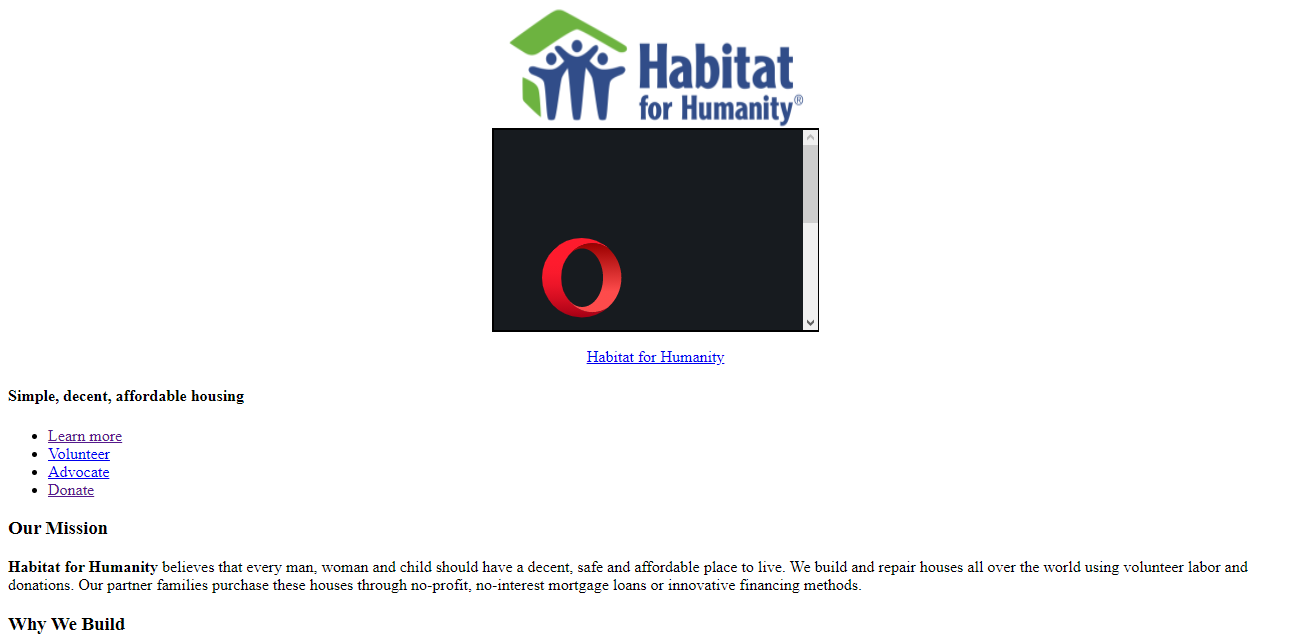 Habitat
for Humanity®
Habitat for Humanity
Simple, decent, affordable housing
Learn more
Volunteer
Advocate
Donate
Our Mission
Habitat for Humanity believes that every man, woman and child should have a decent, safe and affordable place to live. We build and repair houses all over the world using volunteer labor and
donations. Our partner families purchase these houses through no-profit, no-interest mortgage loans or innovative financing methods.
Why We Build